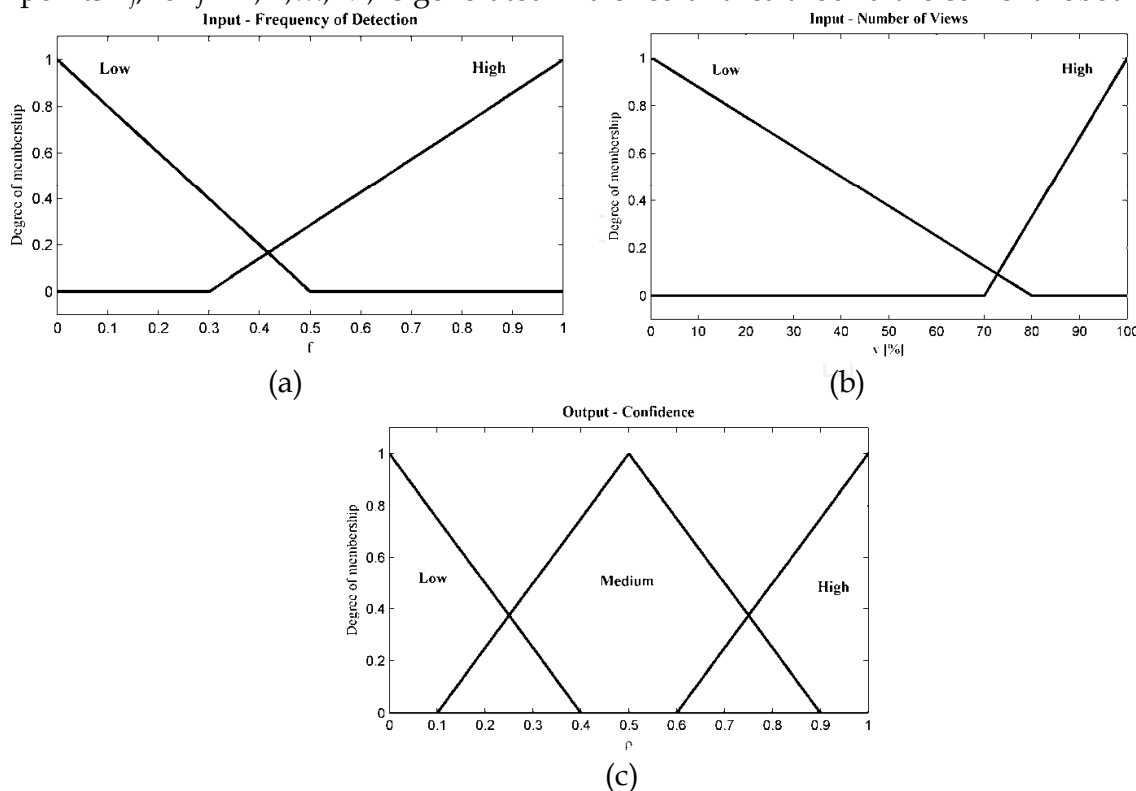 Input - Frequency of Detection
Input - Number of Views
Degree of membership
1
0.8
0.6
0.4
0.2
0
Low
High
0 0.1 0.2 0.3 0.4 0.5 0.6 0.7 0.8 0.9 1
f
(a)
Degree of membership
1
0.8
0.6
0.4
0.2
0
Low
High
0 10 20 30 40 50 60 70 80 90 100
v [%]
(b)
Output - Confidence
Degree of membership
1
0.8
0.6
0.4
0.2
0
Low
Medium
High
0 0.1 0.2 0.3 0.4 0.5 0.6 0.7 0.8 0.9 1
ρ
(c)